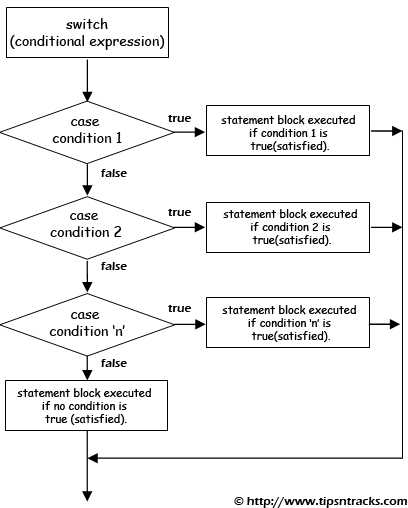 switch
(conditional expression)
case
condition 1
true
statement block executed
if condition 1 is
true(satisfied).
false
case
condition 2
true
statement block executed
if condition 2 is
true(satisfied).
false
case
condition 'n'
true
statement block executed
if condition 'n' is
true(satisfied).
false
statement block executed
if no condition is
true (satisfied).
© http://www.tipsntracks.com